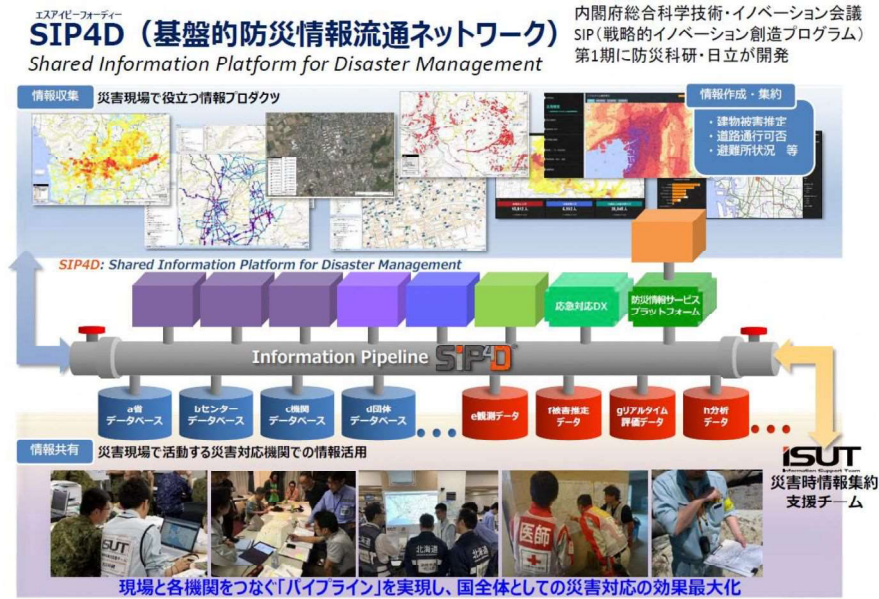 エスアイピーフォーディー
SIP4D（基盤的防災情報流通ネットワーク）
Shared Information Platform for Disaster Management
内閣府総合科学技術・イノベーション会議
SIP（戦略的イノベーション創造プログラム）
第1期に防災科研・日立が開発
情報収集
災害現場で役立つ情報プロダクツ
情報作成・集約
・建物被害推定
・道路通行可否
・避難所状況 等
SIP4D: Shared Information Platform for Disaster Management
応急対応DX
防災情報サービス
プラットフォーム
Information Pipeline SIP4D
a省
データベース
bセンター
データベース
c機関
データベース
d団体
データベース
e観測データ
f被害推定
データ
gリアルタイム
評価データ
h分析
データ
情報共有
災害現場で活動する災害対応機関での情報活用
iSUT
Information Support Team
災害時情報集約
支援チーム
iSUT
北海道
北海道
医師
現場と各機関をつなぐ「パイプライン」を実現し、国全体としての災害対応の効果最大化